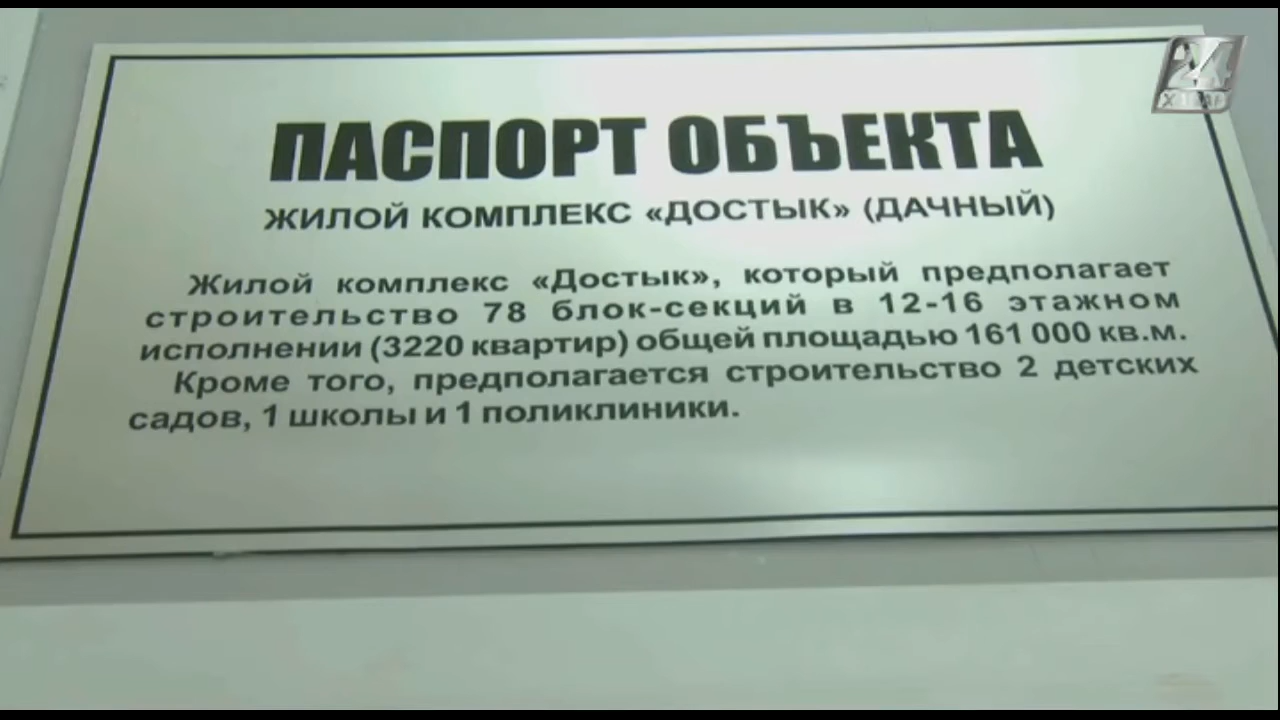 24
ПАСПОРТ ОБЪЕКТА
ЖИЛОЙ КОМПЛЕКС «ДОСТЫК» (ДАЧНЫЙ)
Жилой комплекс «Достык», который предполагает
строительство 78 блок-секций в 12-16 этажном
исполнении (3220 квартир) общей площадью 161 000 кв.м.
Кроме того, предполагается строительство 2 детских
садов, 1 школы и 1 поликлиники.